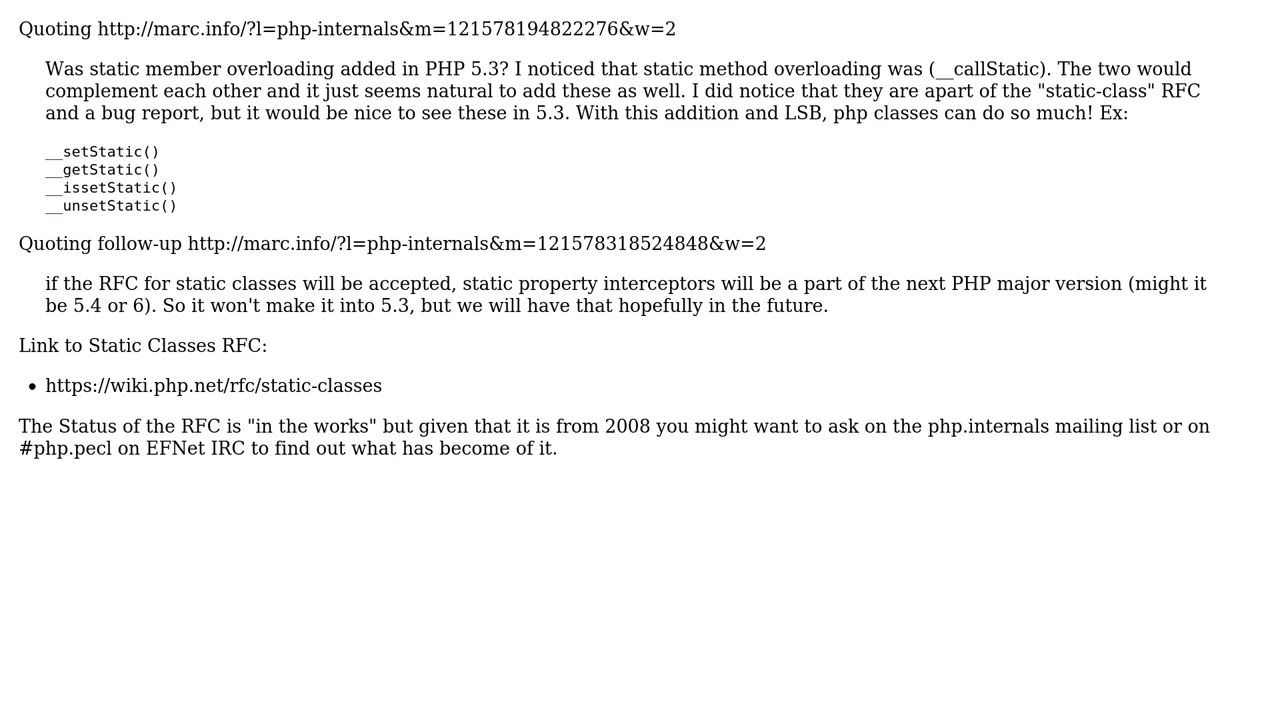 Quoting http://marc.info/?l=php-internals&m=121578194822276&w=2
Was static member overloading added in PHP 5.3? I noticed that static method overloading was (__callStatic). The two would
complement each other and it just seems natural to add these as well. I did notice that they are apart of the "static-class" RFC
and a bug report, but it would be nice to see these in 5.3. With this addition and LSB, php classes can do so much! Ex:
__setStatic()
__getStatic()
__issetStatic()
__unsetStatic()
Quoting follow-up http://marc.info/?l=php-internals&m=121578318524848&w=2
if the RFC for static classes will be accepted, static property interceptors will be a part of the next PHP major version (might it
be 5.4 or 6). So it won't make it into 5.3, but we will have that hopefully in the future.
Link to Static Classes RFC:
• https://wiki.php.net/rfc/static-classes
The Status of the RFC is "in the works" but given that it is from 2008 you might want to ask on the php.internals mailing list or on
#php.pecl on EFNet IRC to find out what has become of it.